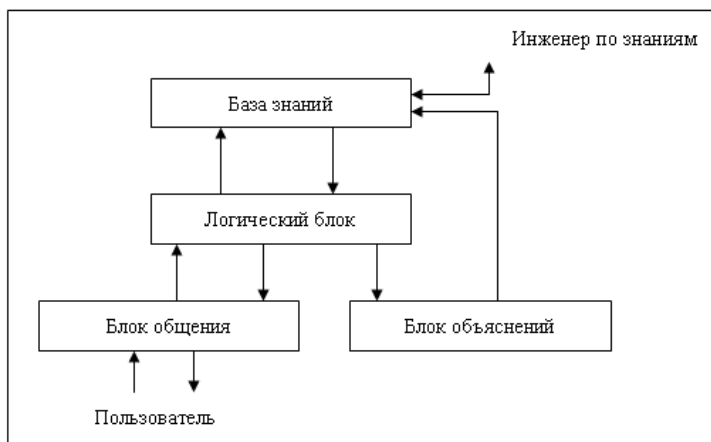 Инженер по знаниям
База знаний
Логический блок
Блок общения
Блок объяснений
Пользователь